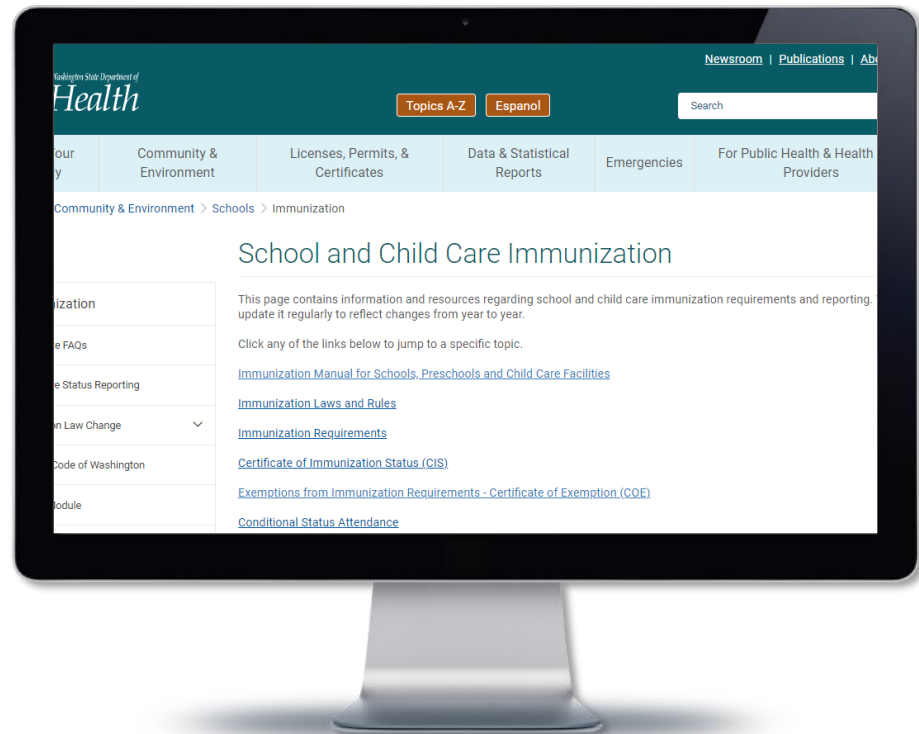 Newsroom | Publications |
Washington State Department of
Health
Topics A-Z Espanol
Search
Community &
Environment
Licenses, Permits, &
Certificates
Data & Statistical
Reports
Emergencies
For Public Health & Health
Providers
Community & Environment > Schools > Immunization
School and Child Care Immunization
This page contains information and resources regarding school and child care immunization requirements and reporting.
update it regularly to reflect changes from year to year.
Click any of the links below to jump to a specific topic.
Immunization Manual for Schools, Preschools and Child Care Facilities
Immunization Laws and Rules
Immunization Requirements
Certificate of Immunization Status (CIS)
Exemptions from Immunization Requirements - Certificate of Exemption (COE)
Conditional Status Attendance
FAQs
Status Reporting
Law Change
Code of Washington